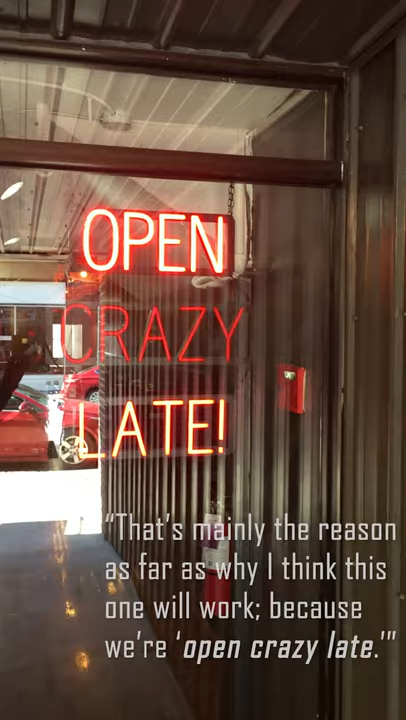 OPEN
CRAZY
LATE!
"That's mainly the reason
as far as why I think this
one will work; because
we're 'open crazy late.'"